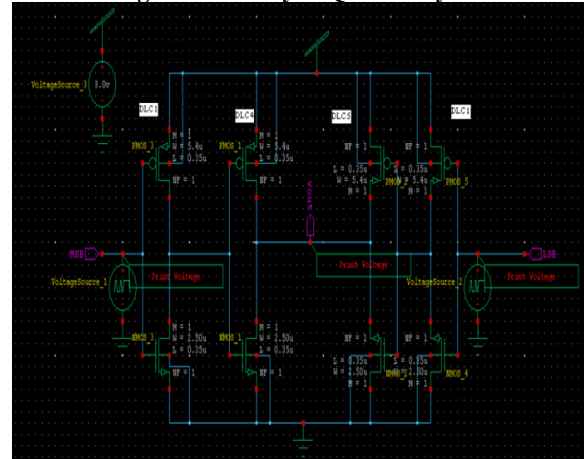 VoltageSource_3
3.0v
DLC1
DLC4
DLC5
DLC1
M = 1
W = 5.4u
L = 0.35u
NF = 1
PMOS_3
M = 1
W = 5.4u
L = 0.35u
NF = 1
PMOS_1
NF = 1
L = 0.35u
W = 5.4u
M = 1
NF = 1
L = 0.35u
W = 5.4u
M = 1
PMOS_5
Vout
MSB
LSB
Print Voltage
Print Voltage
Print Voltage
VoltageSource_1
VoltageSource_2
M = 1
W = 2.50u
L = 0.35u
NF = 1
NMOS_3
M = 1
W = 2.50u
L = 0.35u
NF = 1
NMOS_1
NF = 1
L = 0.35u
W = 2.50u
M = 1
NF = 1
L = 0.35u
W = 2.50u
M = 1
NMOS_4